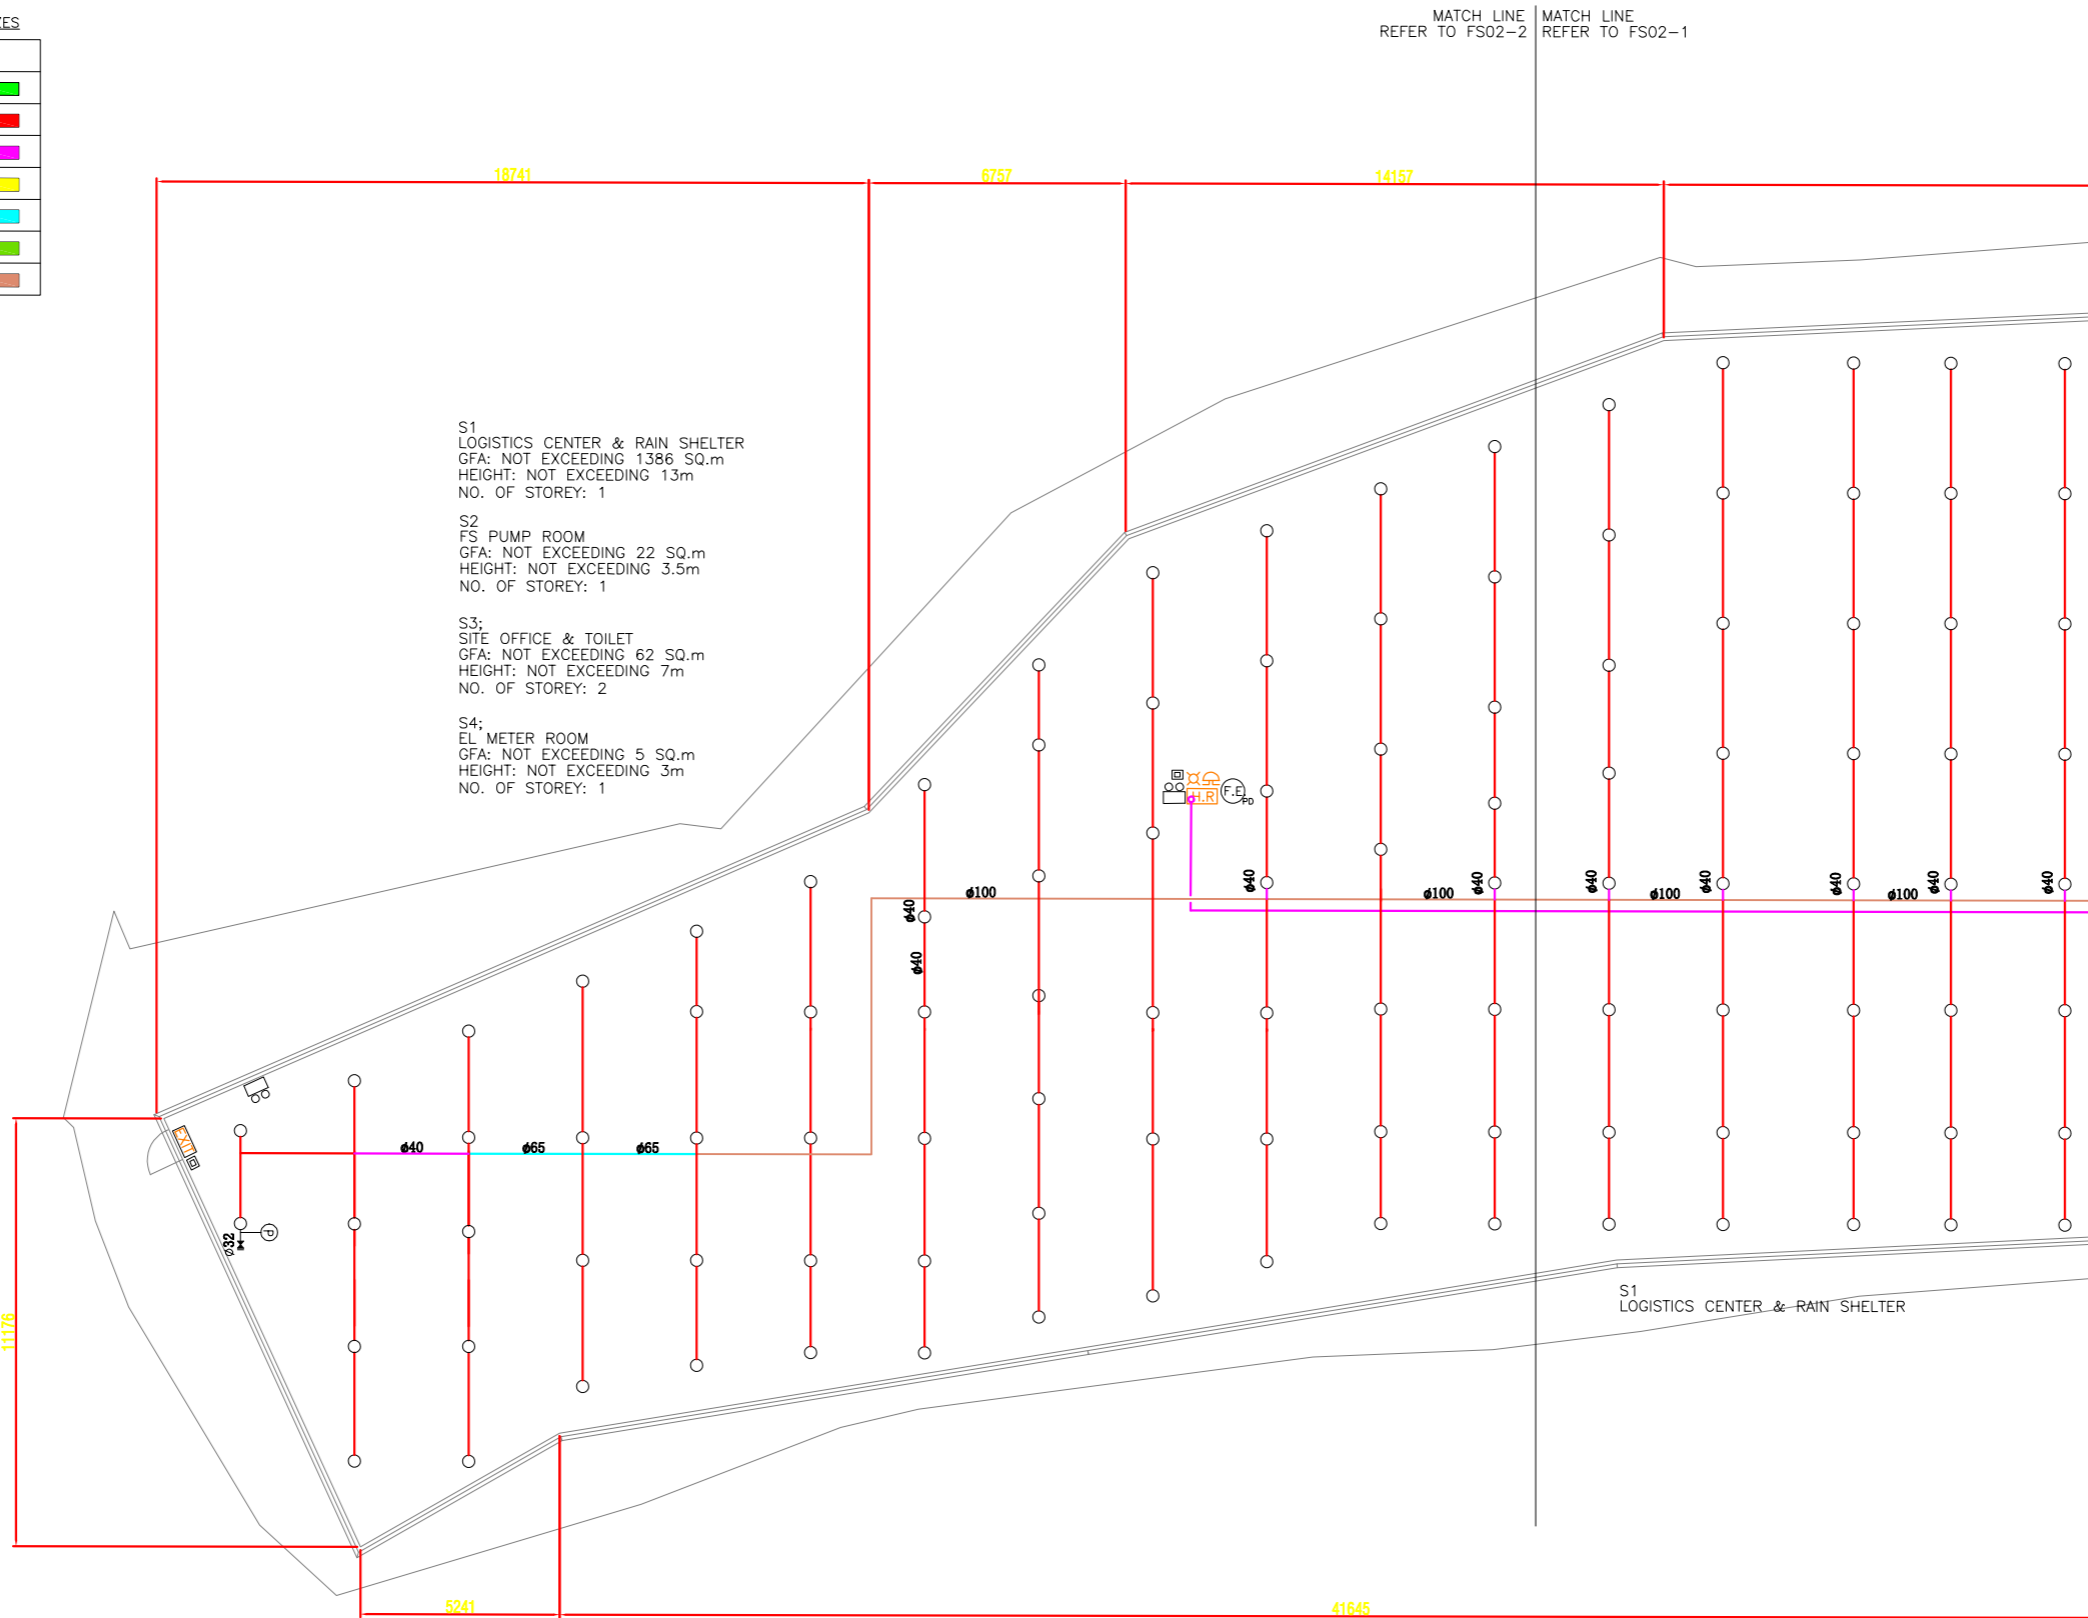 MATCH LINE
REFER TO FS02-2
MATCH LINE
REFER TO FS02-1
18741
6757
14157
S1
LOGISTICS CENTER & RAIN SHELTER
GFA: NOT EXCEEDING 1386 SQ.m
HEIGHT: NOT EXCEEDING 13m
NO. OF STOREY: 1
S2
FS PUMP ROOM
GFA: NOT EXCEEDING 22 SQ.m
HEIGHT: NOT EXCEEDING 3.5m
NO. OF STOREY: 1
S3;
SITE OFFICE & TOILET
GFA: NOT EXCEEDING 62 SQ.m
HEIGHT: NOT EXCEEDING 7m
NO. OF STOREY: 2
S4;
EL METER ROOM
GFA: NOT EXCEEDING 5 SQ.m
HEIGHT: NOT EXCEEDING 3m
NO. OF STOREY: 1
H.R
F.E.
PD
ø40
ø100
ø40
ø100
ø40
ø40
ø100
ø40
ø40
ø100
ø40
ø40
ø40
EXIT
ø40
ø65
ø65
P
ø32
11176
S1
LOGISTICS CENTER & RAIN SHELTER
5241
41645